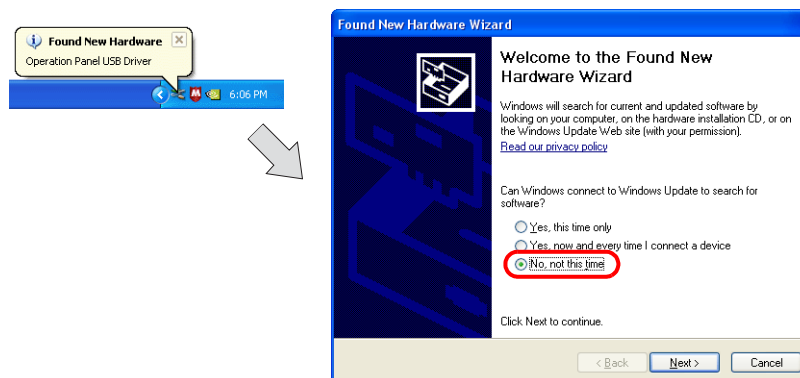 Found New Hardware
Operation Panel USB Driver
6:06 PM
Found New Hardware Wizard
Welcome to the Found New
Hardware Wizard
Windows will search for current and updated software by
looking on your computer, on the hardware installation CD, or on
the Windows Update Web site (with your permission).
Read our privacy policy
Can Windows connect to Windows Update to search for
software?
Yes, this time only
Yes, now and every time I connect a device
No, not this time
Click Next to continue.
< Back
Next >
Cancel